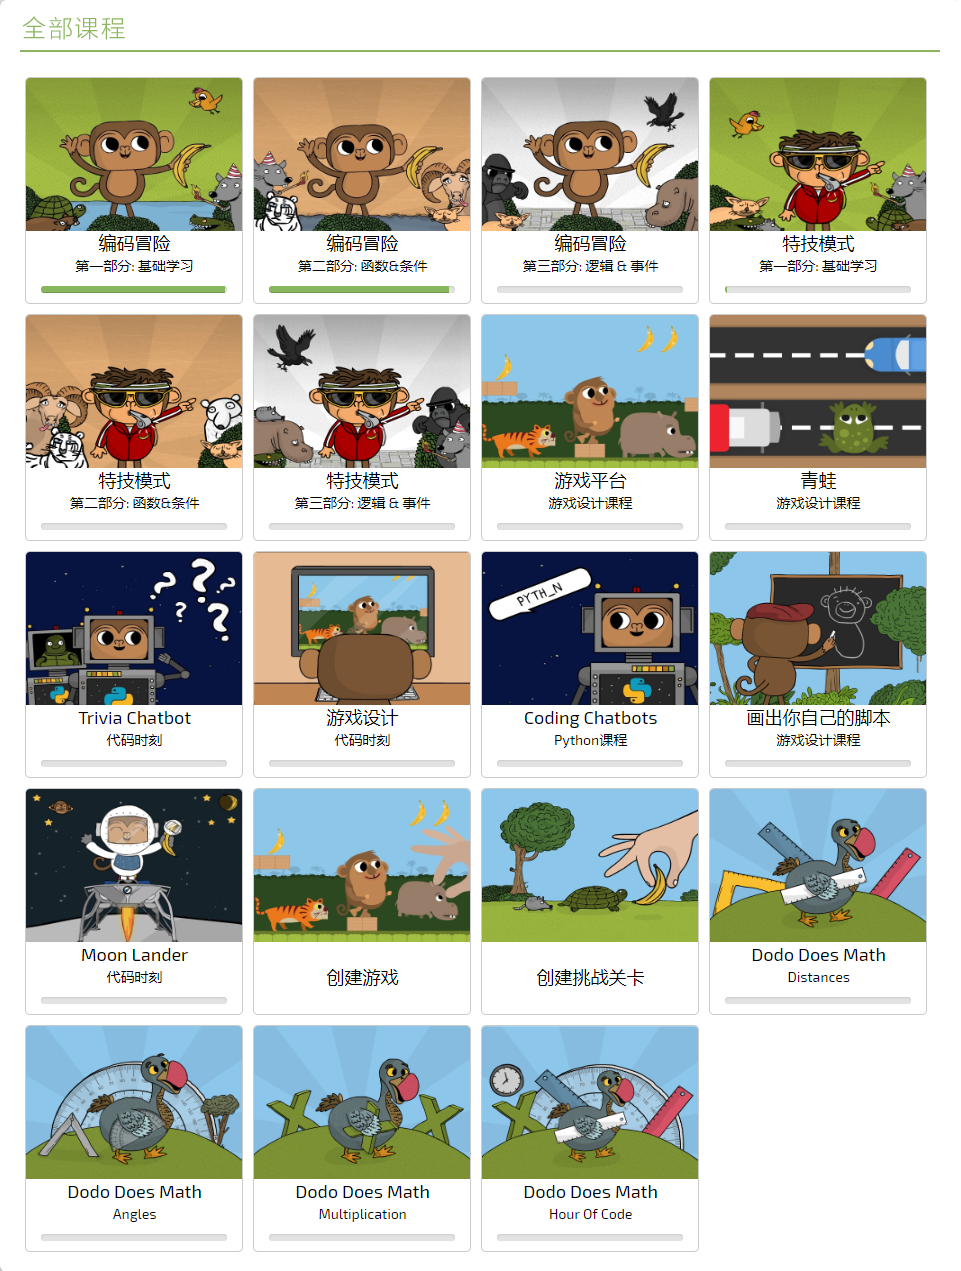 全部课程
编码冒险
第一部分: 基础学习
编码冒险
第二部分: 函数&条件
编码冒险
第三部分: 逻辑 & 事件
特技模式
第一部分: 基础学习
特技模式
第二部分: 函数&条件
特技模式
第三部分: 逻辑 & 事件
游戏平台
游戏设计课程
青蛙
游戏设计课程
???
Trivia Chatbot
代码时刻
游戏设计
代码时刻
PYTH_N
Coding Chatbots
Python课程
画出你自己的脚本
游戏设计课程
Moon Lander
代码时刻
创建游戏
创建挑战关卡
Dodo Does Math
Distances
Dodo Does Math
Angles
X X
Dodo Does Math
Multiplication
X
Dodo Does Math
Hour Of Code